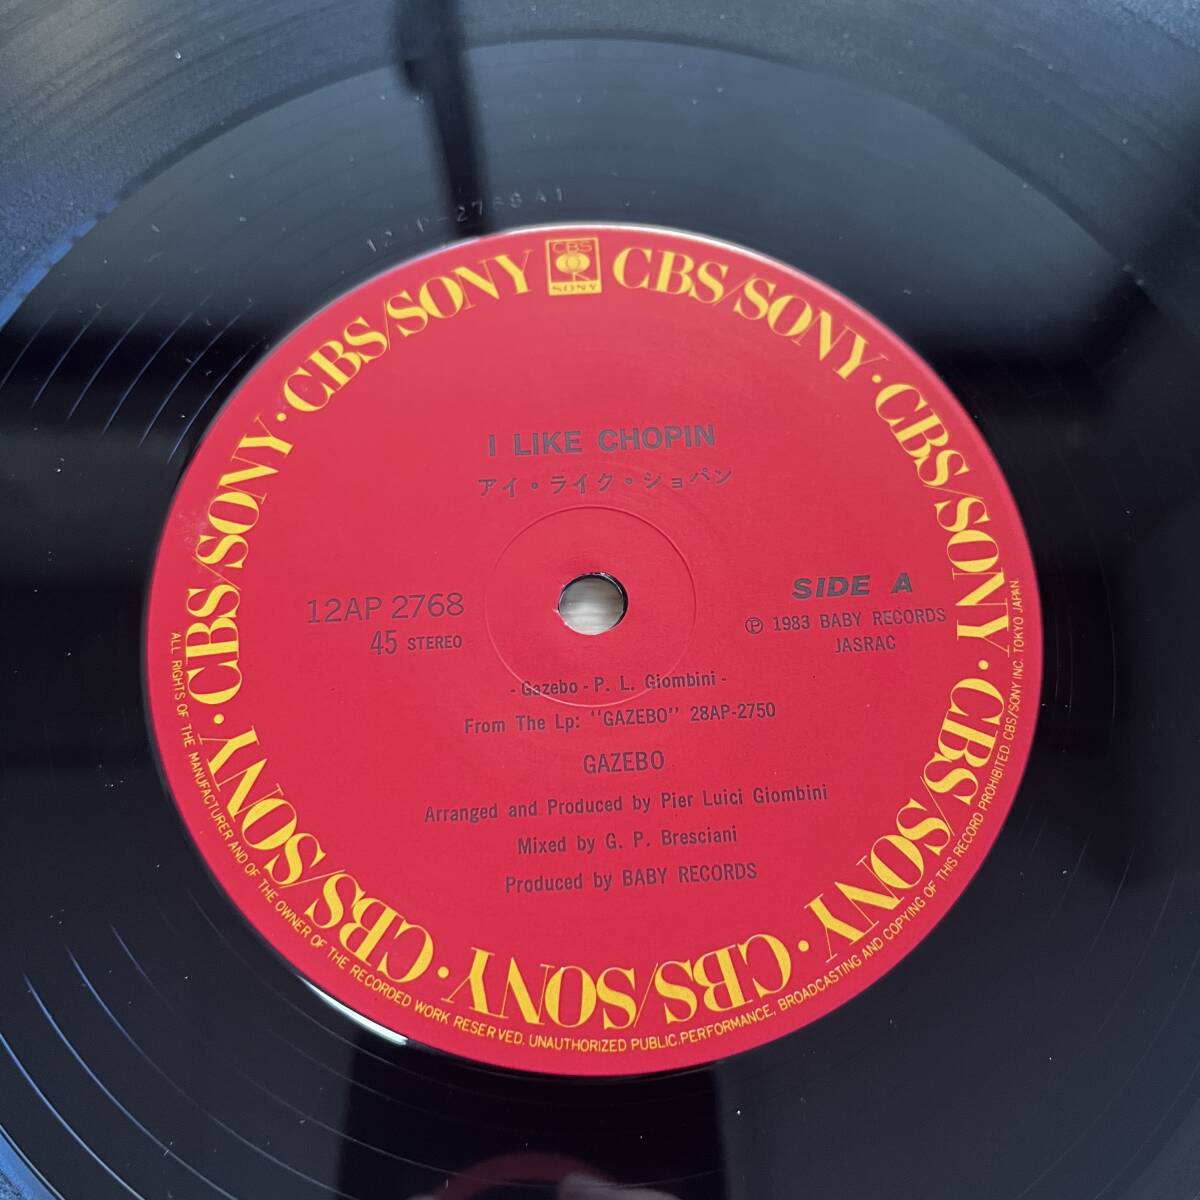 12AP-2768 A1
CBS
SONY
CBS/SONY · CBS/SONY · CBS/SONY · CBS/SONY · CBS/SONY · CBS/SONY · CBS/SONY · CBS/SONY
I LIKE CHOPIN
アイ・ライク・ショパン
12AP 2768
45 STEREO
SIDE A
Ⓟ 1983 BABY RECORDS
JASRAC
- Gazebo - P. L. Giombini -
From The Lp: "GAZEBO" 28AP-2750
GAZEBO
Arranged and Produced by Pier Luici Giombini
Mixed by G. P. Bresciani
Produced by BABY RECORDS
ALL RIGHTS OF THE MANUFACTURER AND OF THE OWNER OF THE RECORDED WORK RESERVED. UNAUTHORIZED PUBLIC PERFORMANCE, BROADCASTING AND COPYING OF THIS RECORD PROHIBITED. CBS/SONY INC. TOKYO JAPAN.